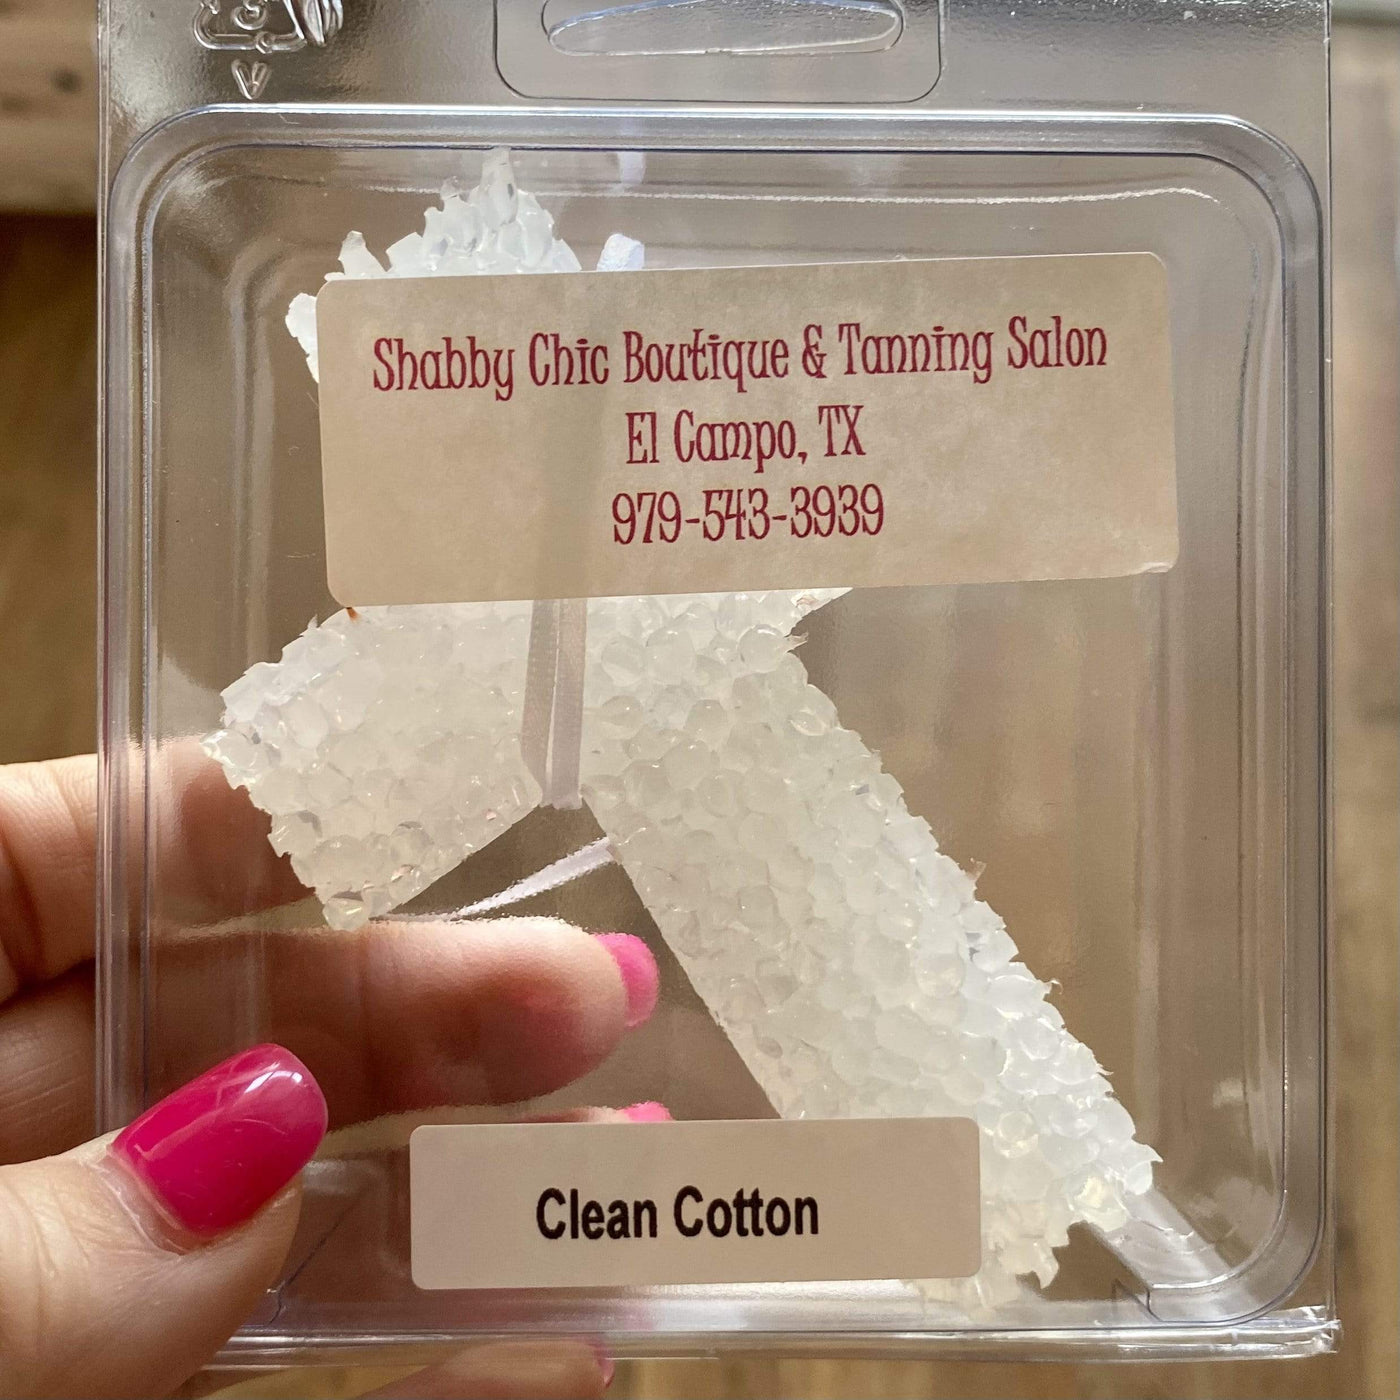 Shabby Chic Boutique & Tanning Salon
El Campo, TX
979-543-3939
Clean Cotton